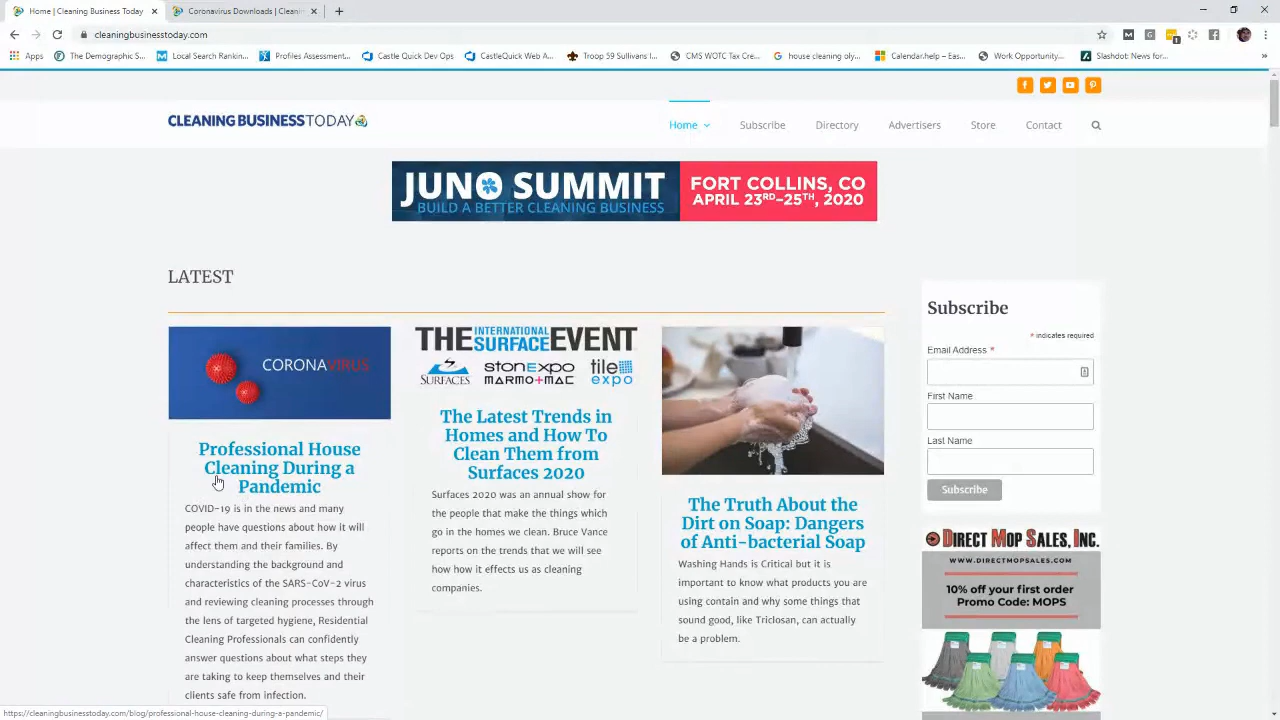 Home | Cleaning Business Today
Coronavirus Downloads | Cleani
cleaningbusinesstoday.com
Apps
The Demographic S...
Local Search Rankin...
Profiles Assessment...
Castle Quick Dev Ops
CastleQuick Web A...
Troop 59 Sullivans I...
CMS WOTC Tax Cre...
house cleaning oly...
Calendar.help – Eas...
Work Opportunity...
Slashdot: News for...
CLEANING BUSINESS TODAY
Home
Subscribe
Directory
Advertisers
Store
Contact
JUNO SUMMIT
BUILD A BETTER CLEANING BUSINESS
FORT COLLINS, CO
APRIL 23RD–25TH, 2020
LATEST
CORONAVIRUS
Professional House
Cleaning During a
Pandemic
COVID-19 is in the news and many
people have questions about how it will
affect them and their families. By
understanding the background and
characteristics of the SARS-CoV-2 virus
and reviewing cleaning processes through
the lens of targeted hygiene, Residential
Cleaning Professionals can confidently
answer questions about what steps they
are taking to keep themselves and their
clients safe from infection.
THE INTERNATIONAL SURFACE EVENT
SURFACES
STONEXPO
MARMO+MAC
tile
expo
The Latest Trends in
Homes and How To
Clean Them from
Surfaces 2020
Surfaces 2020 was an annual show for
the people that make the things which
go in the homes we clean. Bruce Vance
reports on the trends that we will see
how how it effects us as cleaning
companies.
The Truth About the
Dirt on Soap: Dangers
of Anti-bacterial Soap
Washing Hands is Critical but it is
important to know what products you are
using contain and why some things that
sound good, like Triclosan, can actually
be a problem.
Subscribe
* indicates required
Email Address *
First Name
Last Name
Subscribe
DIRECT MOP SALES, INC.
WWW.DIRECTMOPSALES.COM
10% off your first order
Promo Code: MOPS
https://cleaningbusinesstoday.com/blog/professional-house-cleaning-during-a-pandemic/